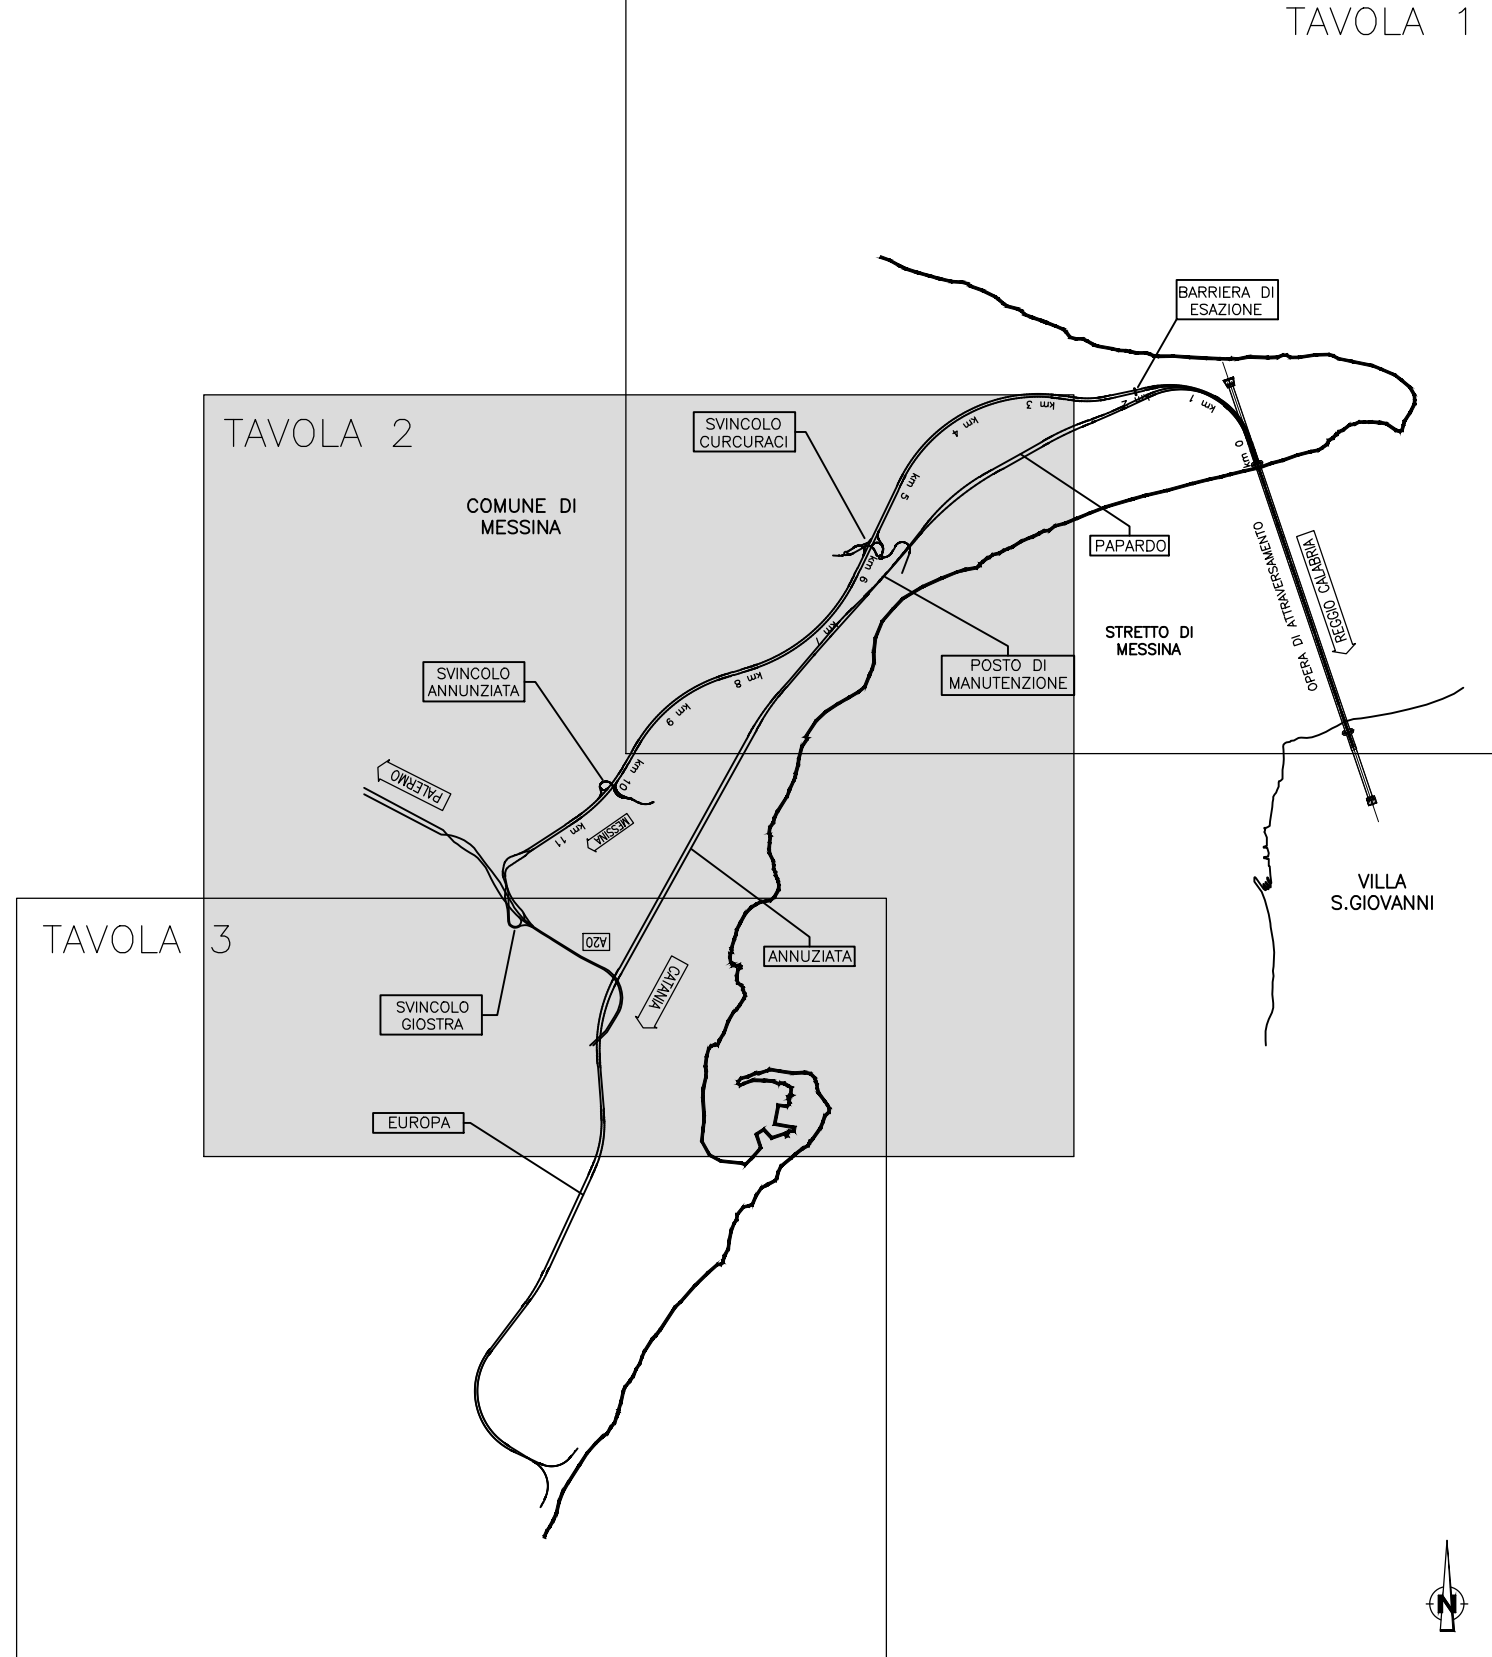 TAVOLA 1
BARRIERA DI
ESAZIONE
TAVOLA 2
SVINCOLO
CURCURACI
COMUNE DI
MESSINA
km 0
km 1
km 2
km 3
km 4
km 5
km 6
km 7
km 8
km 9
km 10
km 11
PAPARDO
OPERA DI ATTRAVERSAMENTO
REGGIO CALABRIA
STRETTO DI
MESSINA
POSTO DI
MANUTENZIONE
SVINCOLO
ANNUNZIATA
PALERMO
MESSINA
VILLA
S.GIOVANNI
TAVOLA 3
A20
ANNUZIATA
CATANIA
SVINCOLO
GIOSTRA
EUROPA
N